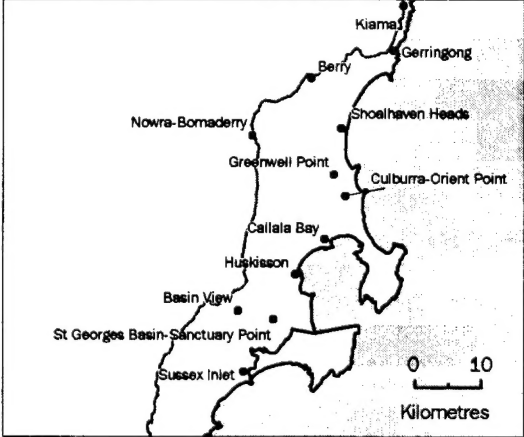 Kiama
Gerringong
Berry
Shoalhaven Heads
Nowra-Bomaderry
Greenwell Point
Culburra-Orient Point
Callala Bay
Huskisson
Basin View
St Georges Basin-Sanctuary Point
Sussex Inlet
0 10
Kilometres